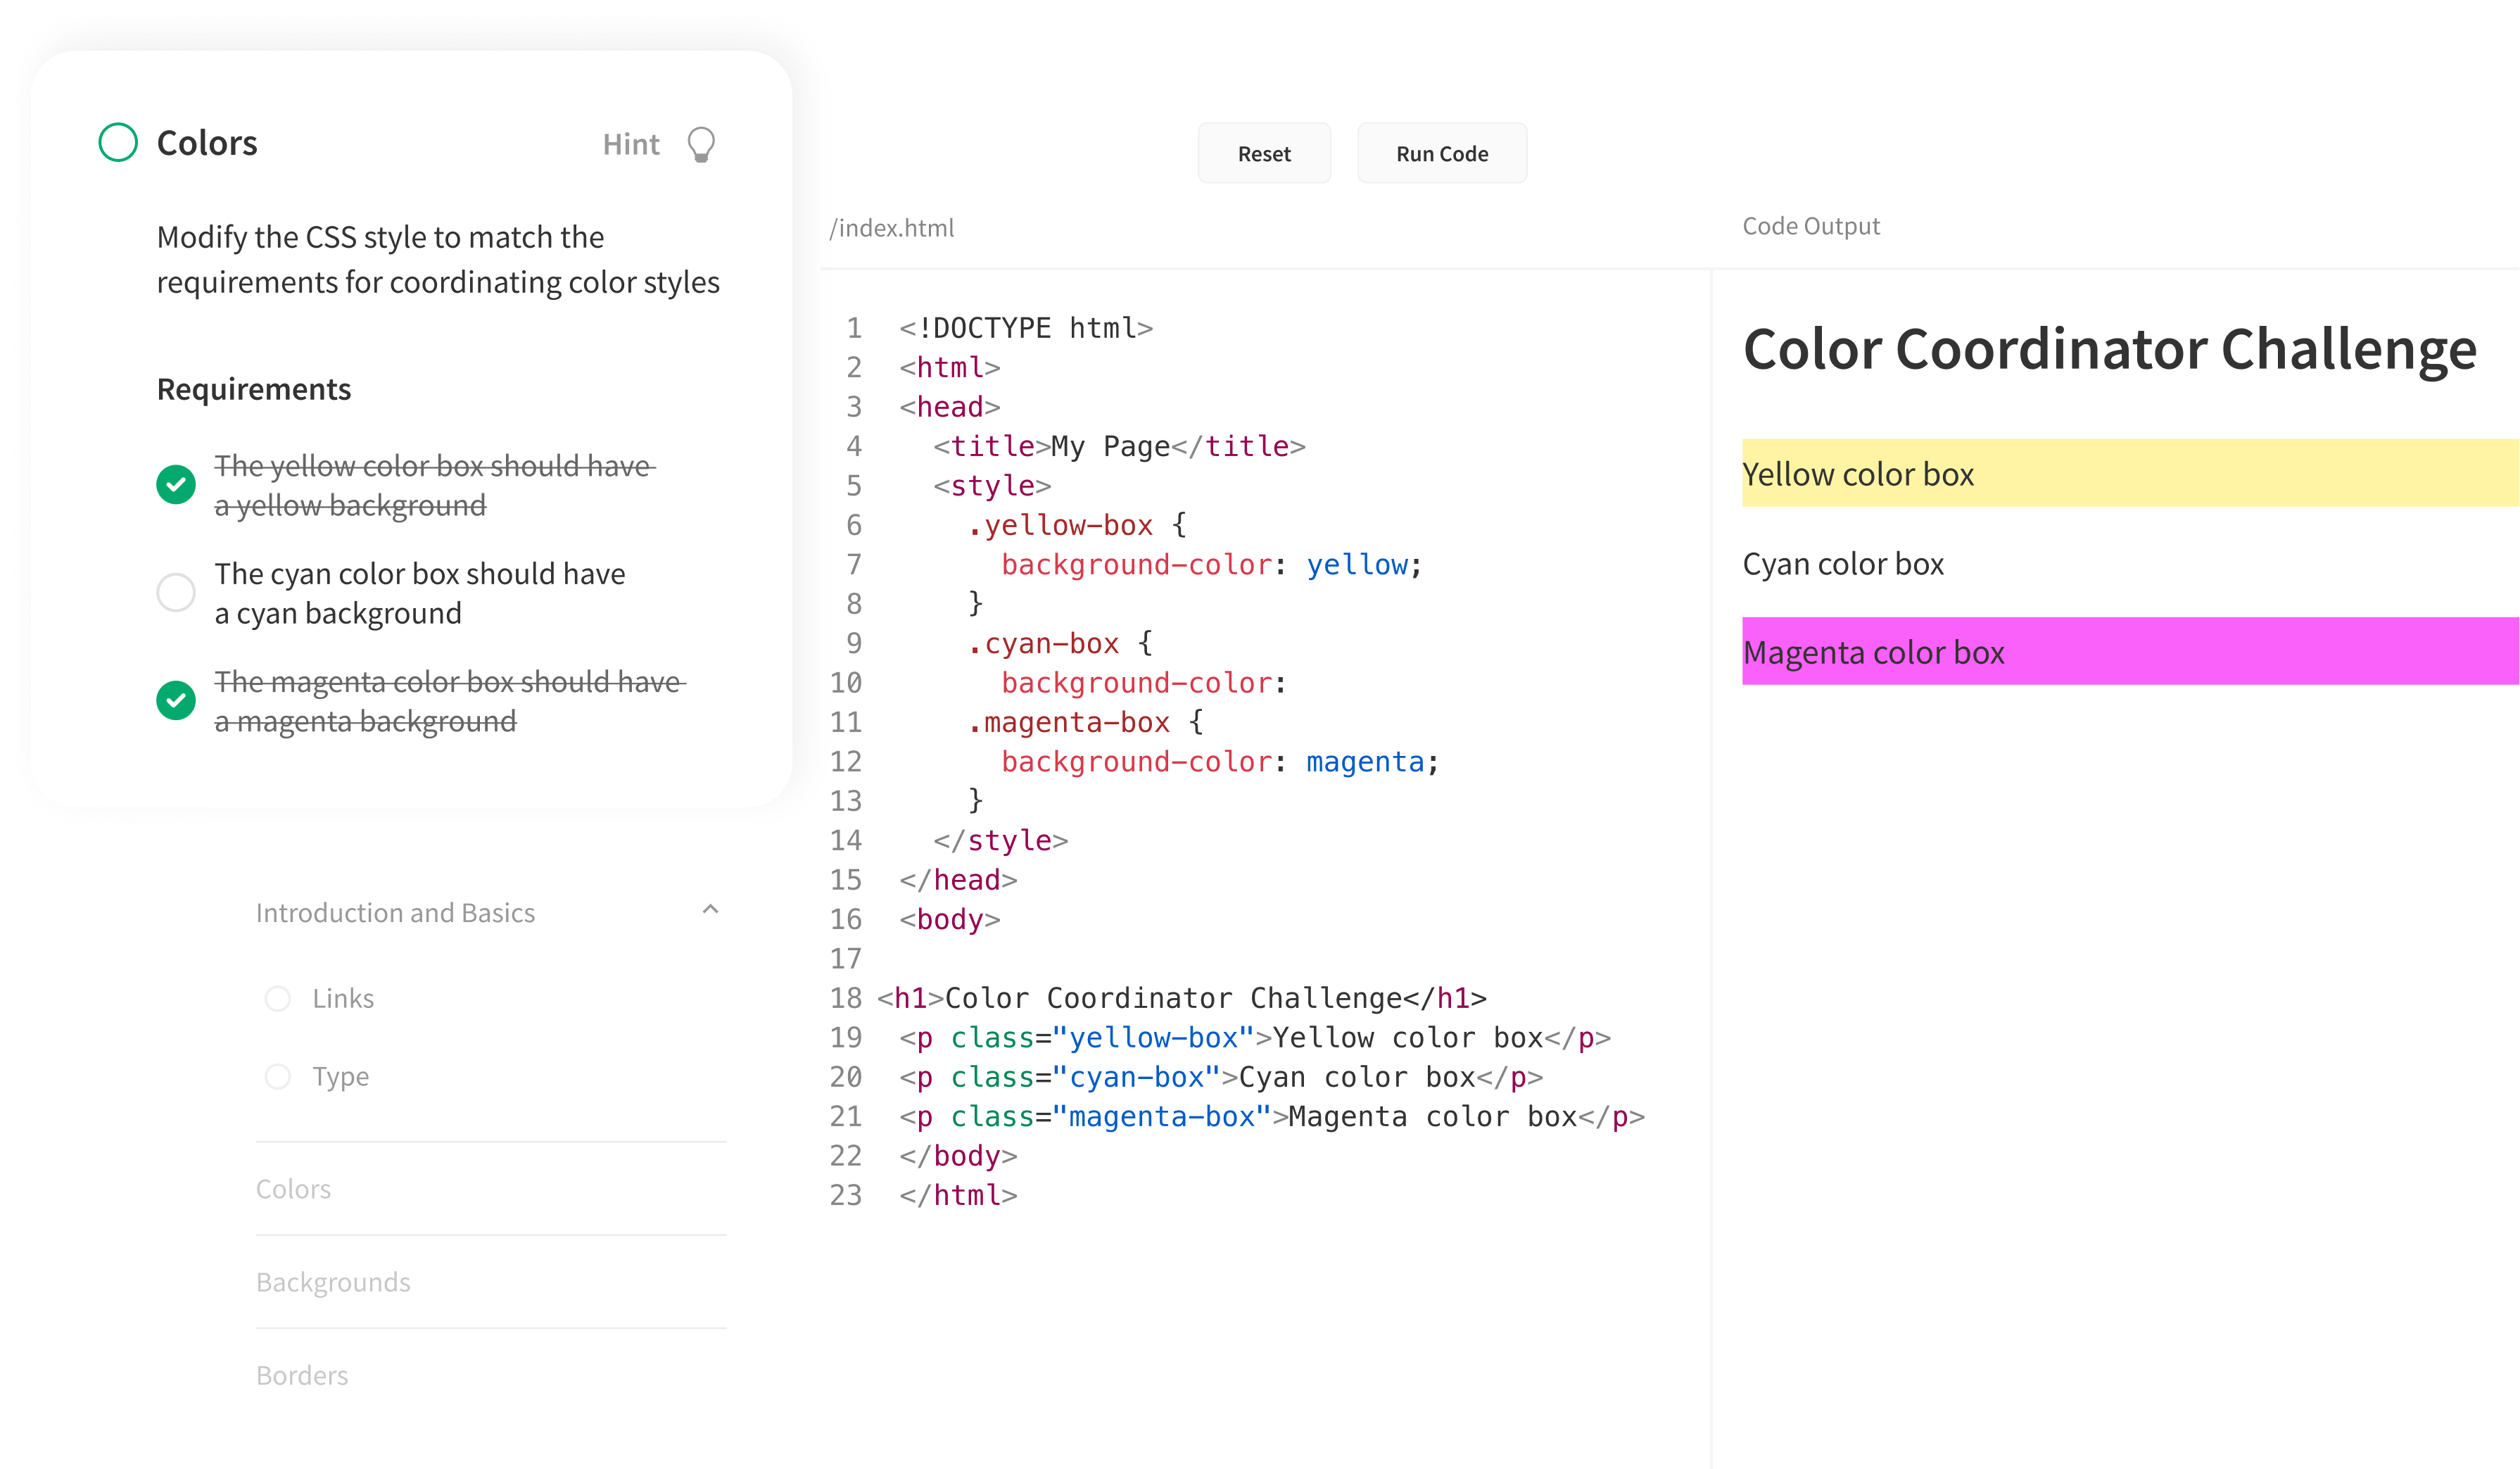 Colors
Hint
Modify the CSS style to match the
requirements for coordinating color styles
Requirements
The yellow color box should have
a yellow background
The cyan color box should have
a cyan background
The magenta color box should have
a magenta background
Introduction and Basics
Links
Type
Colors
Backgrounds
Borders
Reset
Run Code
/index.html
1 <!DOCTYPE html>
2 <html>
3 <head>
4 <title>My Page</title>
5 <style>
6 .yellow-box {
7 background-color: yellow;
8 }
9 .cyan-box {
10 background-color:
11 .magenta-box {
12 background-color: magenta;
13 }
14 </style>
15 </head>
16 <body>
17
18 <h1>Color Coordinator Challenge</h1>
19 <p class="yellow-box">Yellow color box</p>
20 <p class="cyan-box">Cyan color box</p>
21 <p class="magenta-box">Magenta color box</p>
22 </body>
23 </html>
Code Output
Color Coordinator Challenge
Yellow color box
Cyan color box
Magenta color box